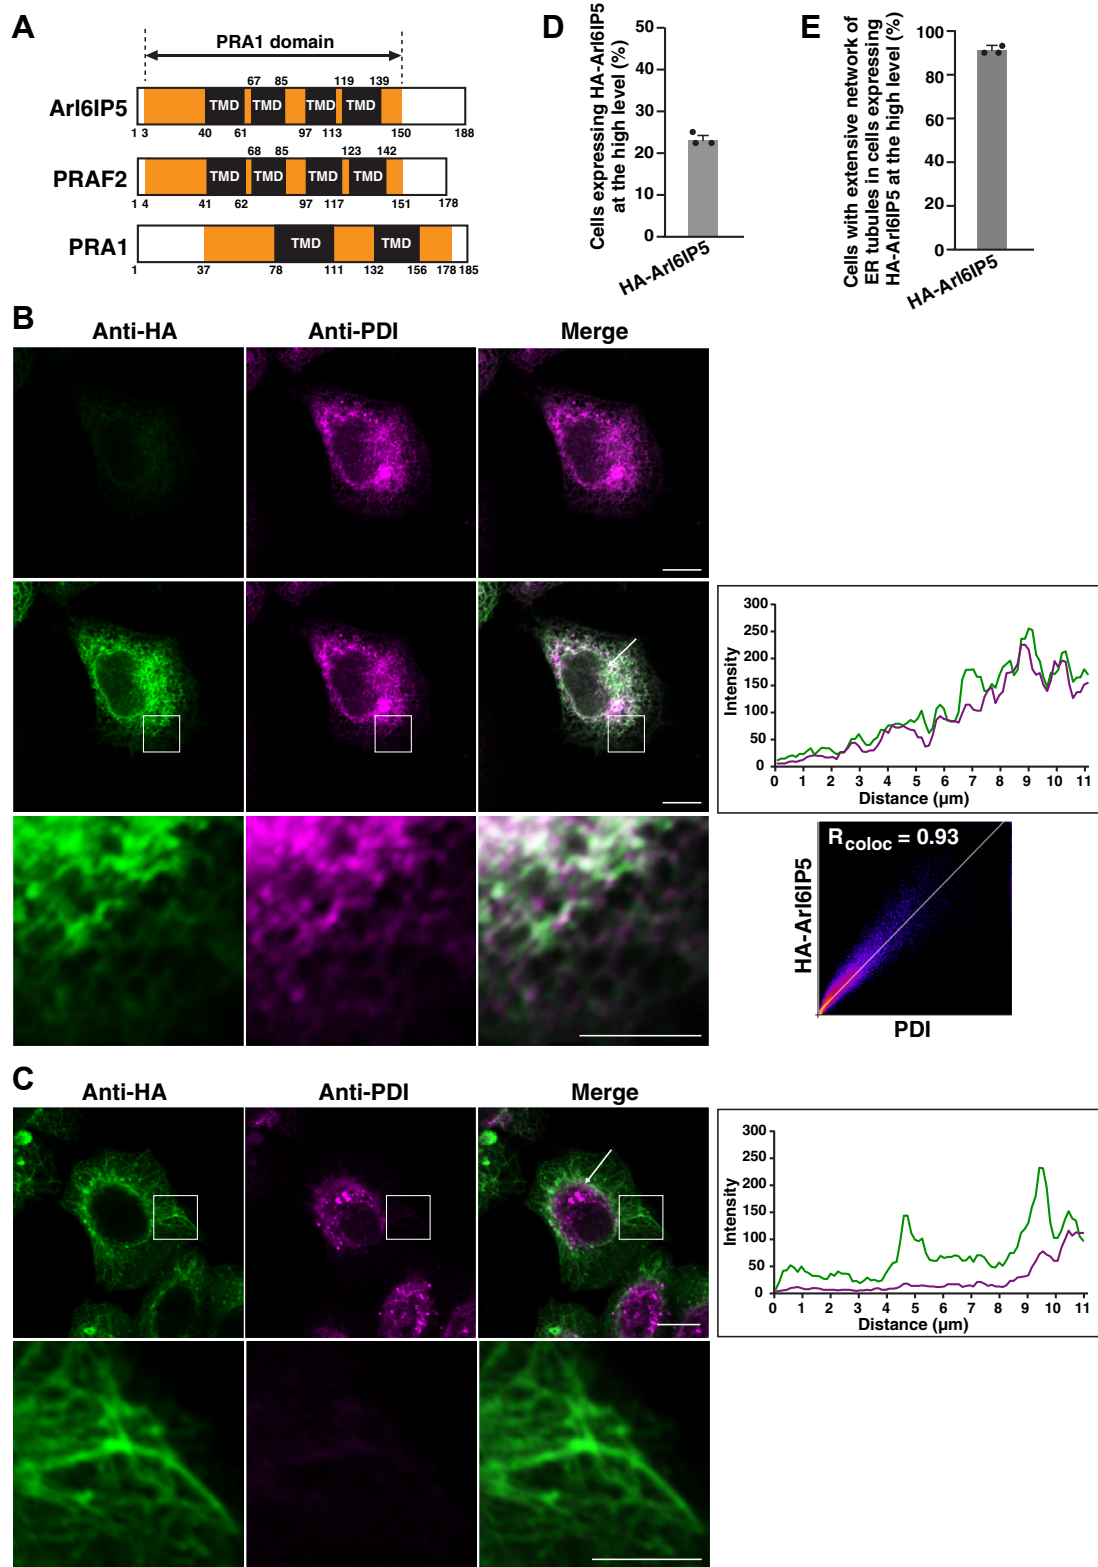 A
PRA1 domain
67 85 119 139
Arl6IP5
TMD TMD TMD TMD
1 3 40 61 97 113 150 188
68 85 123 142
PRAF2
TMD TMD TMD TMD
1 4 41 62 97 117 151 178
PRA1
TMD TMD
1 37 78 111 132 156 178 185
D
Cells expressing HA-Arl6IP5
at the high level (%)
50
40
30
20
10
0
HA-Arl6IP5
E
Cells with extensive network of
ER tubules in cells expressing
HA-Arl6IP5 at the high level (%)
100
80
60
40
20
0
HA-Arl6IP5
B
Anti-HA Anti-PDI Merge
Intensity
300
250
200
150
100
50
0
0 1 2 3 4 5 6 7 8 9 10 11
Distance (µm)
Rcoloc = 0.93
HA-Arl6IP5
PDI
C
Anti-HA Anti-PDI Merge
Intensity
300
250
200
150
100
50
0
0 1 2 3 4 5 6 7 8 9 10 11
Distance (µm)